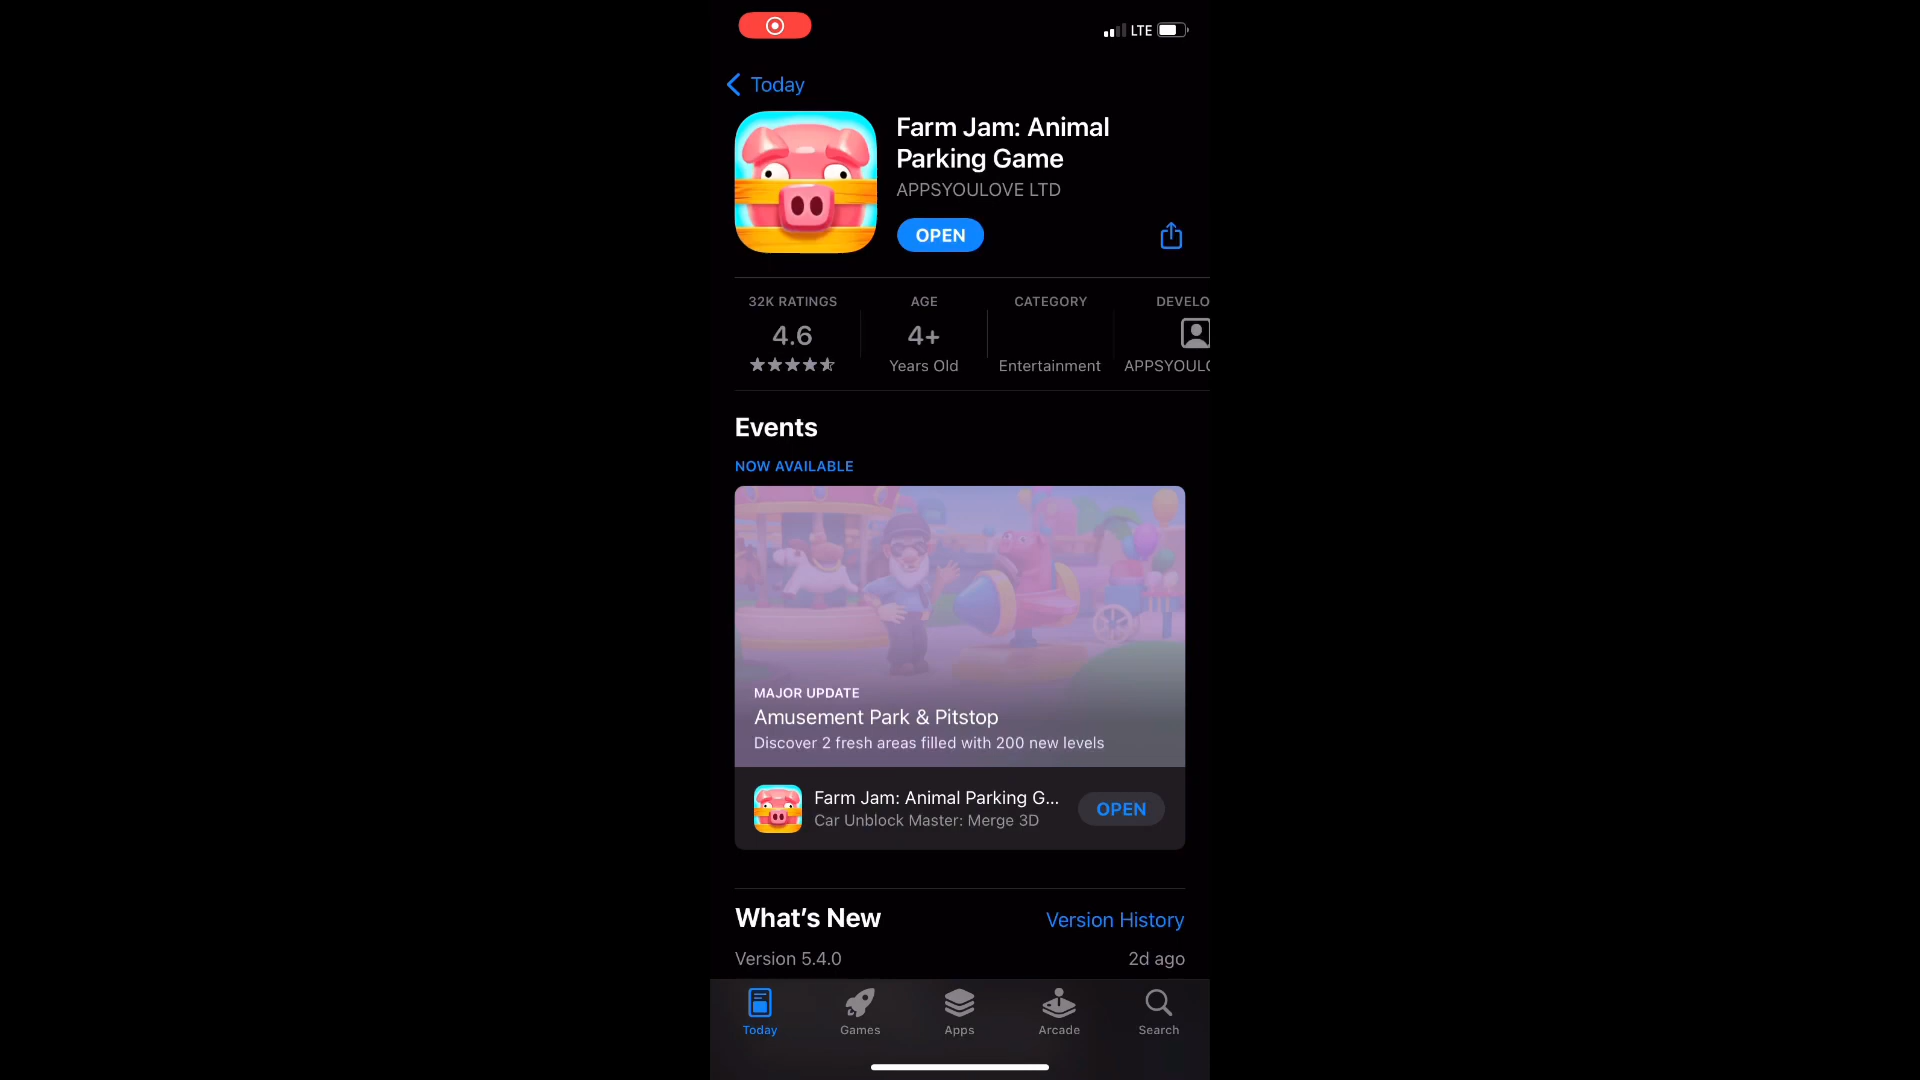 LTE
Today
Farm Jam: Animal
Parking Game
APPSYOULOVE LTD
OPEN
32K RATINGS
4.6
AGE
4+
Years Old
CATEGORY
Entertainment
DEVELO
APPSYOULO
Events
NOW AVAILABLE
MAJOR UPDATE
Amusement Park & Pitstop
Discover 2 fresh areas filled with 200 new levels
Farm Jam: Animal Parking G...
Car Unblock Master: Merge 3D
OPEN
What's New
Version History
Version 5.4.0
2d ago
Today
Games
Apps
Arcade
Search